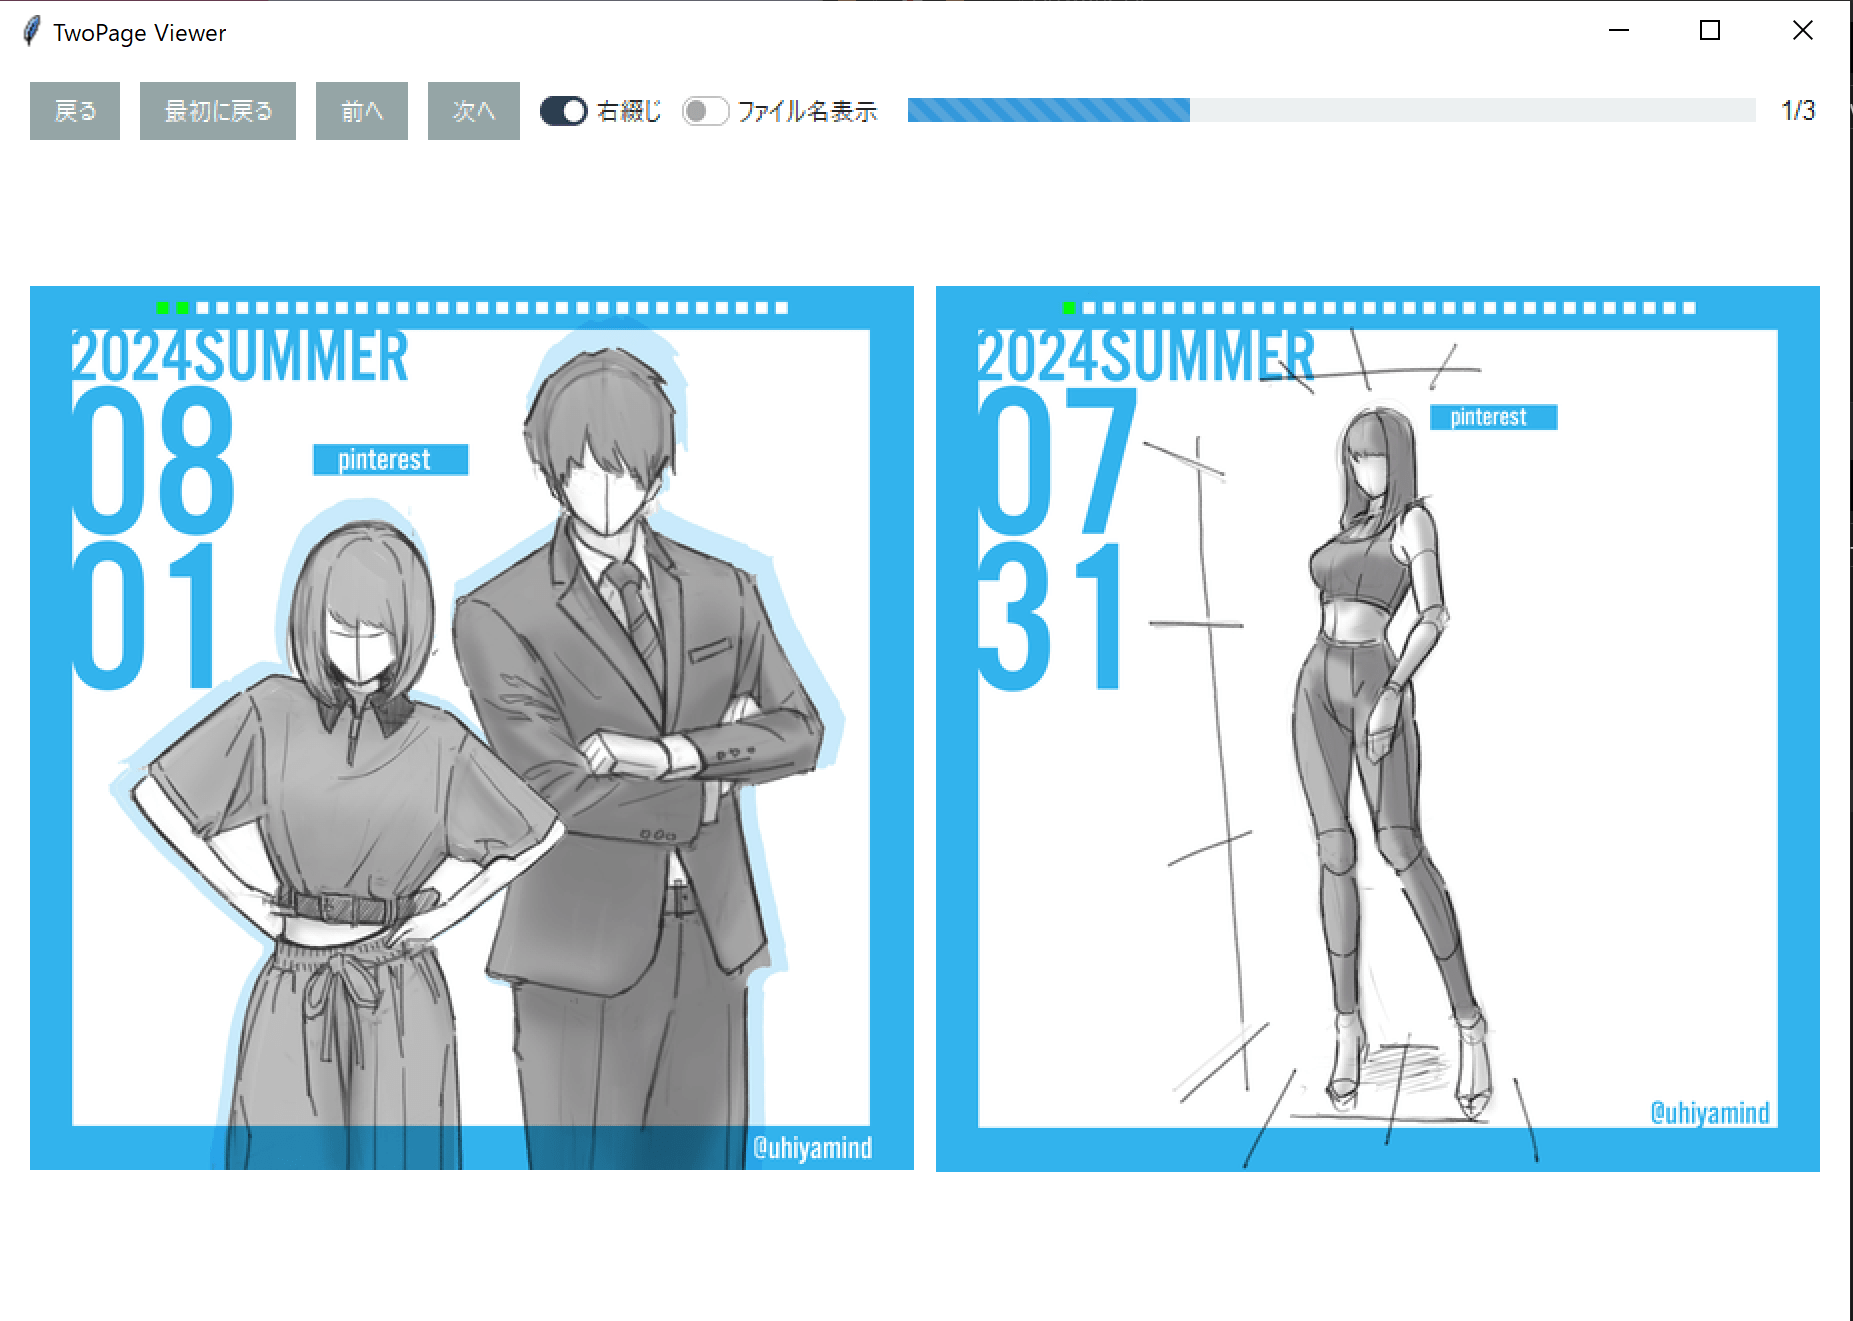 TwoPage Viewer
戻る 最初に戻る 前へ 次へ 右綴じ ファイル名表示 1/3
2024SUMMER
08
01
pinterest
@uhiyamind
2024SUMMER
07
31
pinterest
@uhiyamind